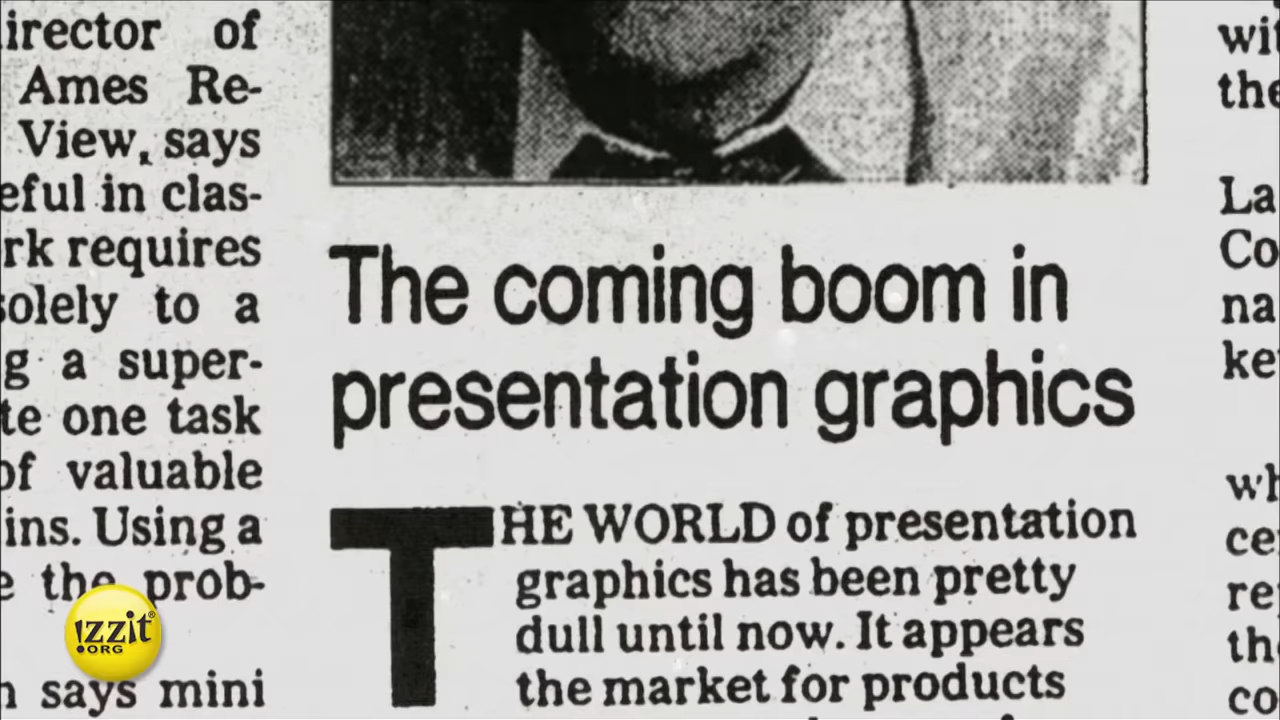 irector of
Ames Re-
View, says
eful in clas-
rk requires
solely to a
g a super-
te one task
of valuable
ins. Using a
e the prob-
n says mini
The coming boom in
presentation graphics
THE WORLD of presentation
graphics has been pretty
dull until now. It appears
the market for products
wit
the
La
Co
na
ke
wh
ce
re
the
co
izzit®
.ORG